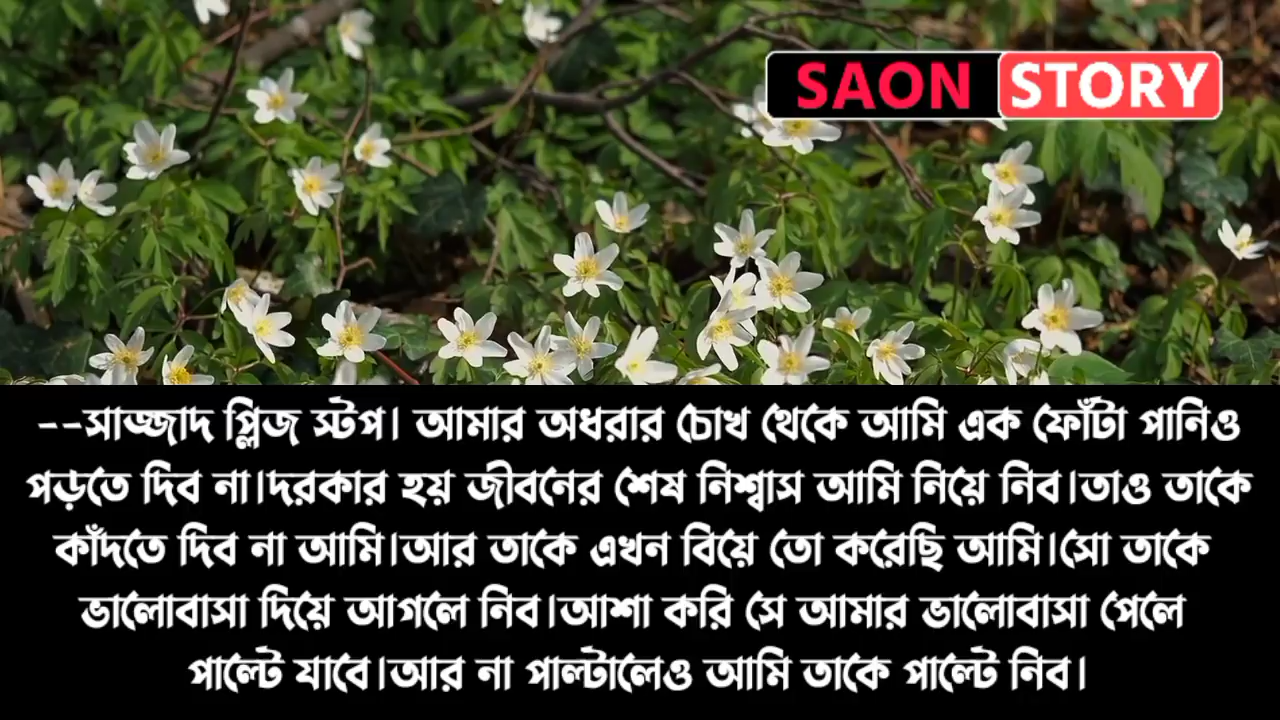 SAON STORY
--সাজ্জাদ প্লিজ স্টপ। আমার অধরার চোখ থেকে আমি এক ফোঁটা পানিও
পড়তে দিব না।দরকার হয় জীবনের শেষ নিশ্বাস আমি নিয়ে নিব।তাও তাকে
কাঁদতে দিব না আমি।আর তাকে এখন বিয়ে তো করেছি আমি।সো তাকে
ভালোবাসা দিয়ে আগলে নিব।আশা করি সে আমার ভালোবাসা পেলে
পাল্টে যাবে।আর না পাল্টালেও আমি তাকে পাল্টে নিব।